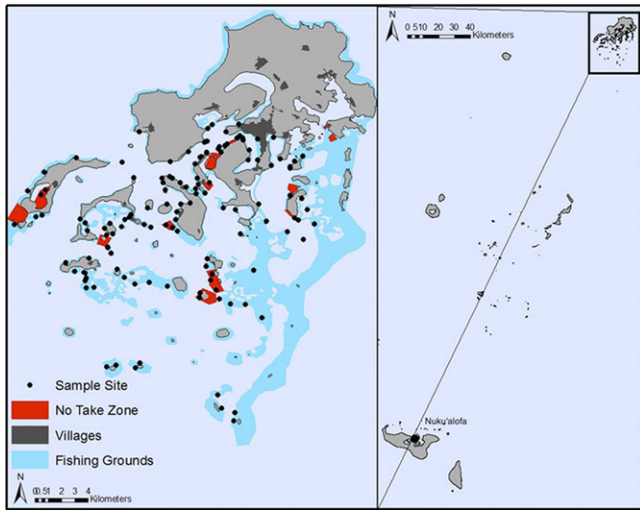 Sample Site
No Take Zone
Villages
Fishing Grounds
N
0 0.5 1 2 3 4
Kilometers
N
0 5 10 20 30 40
Kilometers
Nuku'alofa